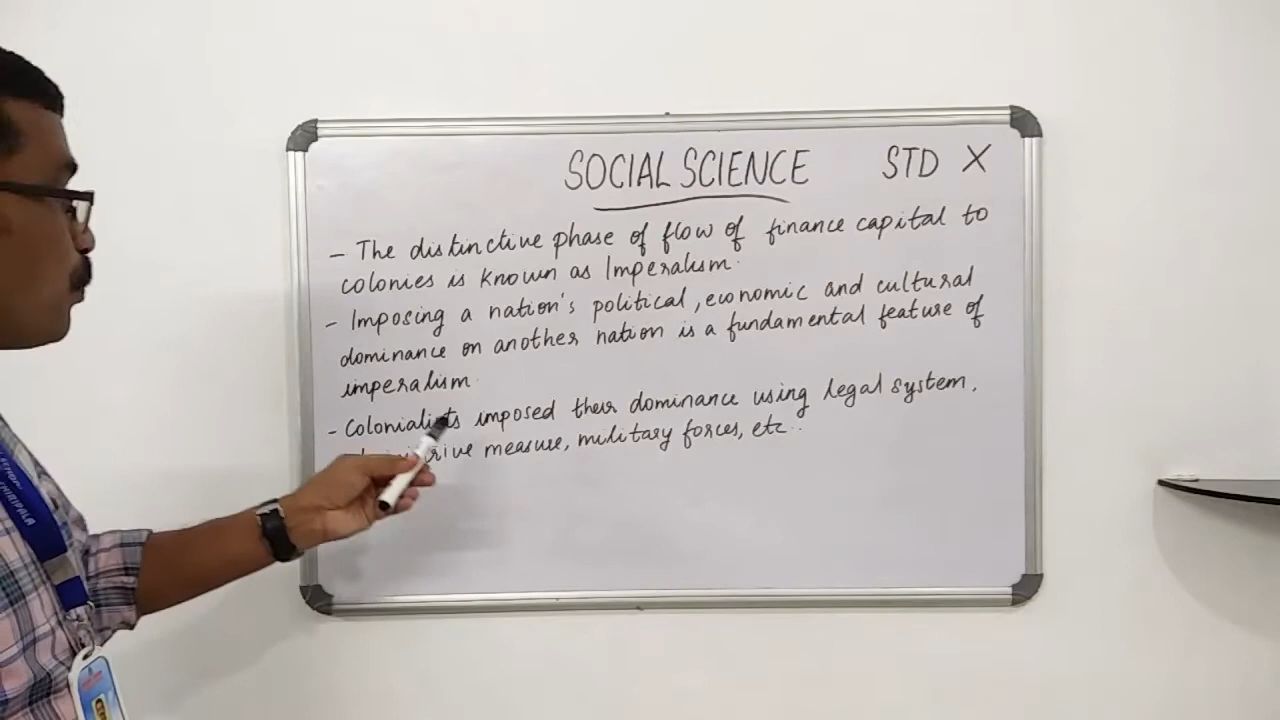 SOCIAL SCIENCE STD X
- The distinctive phase of flow of finance capital to
colonies is known as Imperalism.
- Imposing a nation's political, economic and cultural
dominance on another nation is a fundamental feature of
imperalism.
- Colonialists imposed their dominance using legal system,
measure, military forces, etc..
CHIRIPALA